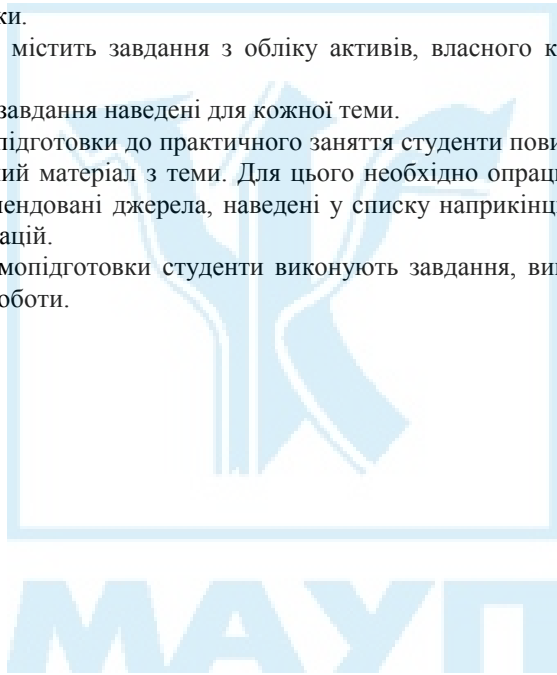 ки.
містить завдання з обліку активів, власного к
завдання наведені для кожної теми.
підготовки до практичного заняття студенти пови
ий матеріал з теми. Для цього необхідно опрац
мендовані джерела, наведені у списку наприкінц
ацій.
мопідготовки студенти виконують завдання, ви
оботи.
МАУП